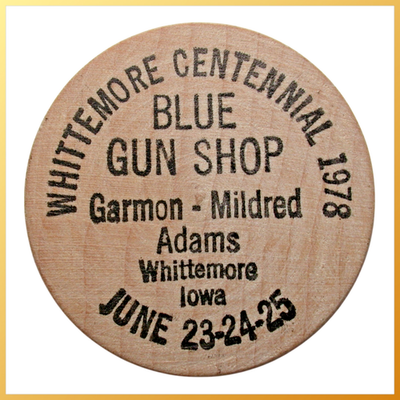 WHITTEMORE CENTENNIAL 1978
BLUE
GUN SHOP
Garmon - Mildred
Adams
Whittemore
Iowa
JUNE 23-24-25